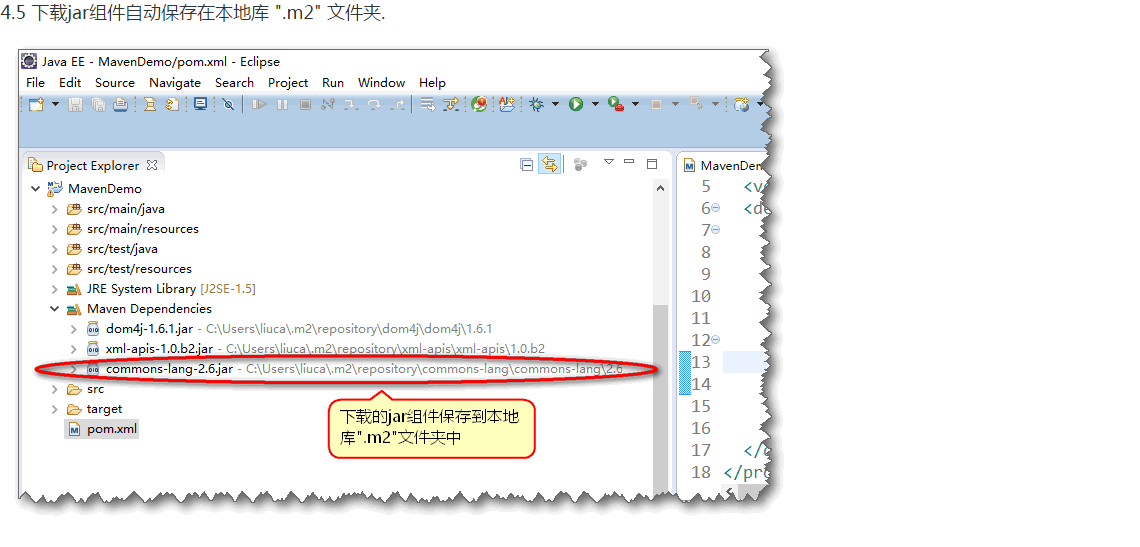 4.5 下载jar组件自动保存在本地库 ".m2" 文件夹.
Java EE - MavenDemo/pom.xml - Eclipse
File Edit Source Navigate Search Project Run Window Help
Project Explorer
MavenDemo
src/main/java
src/main/resources
src/test/java
src/test/resources
JRE System Library [J2SE-1.5]
Maven Dependencies
dom4j-1.6.1.jar - C:\Users\liuca\.m2\repository\dom4j\dom4j\1.6.1
xml-apis-1.0.b2.jar - C:\Users\liuca\.m2\repository\xml-apis\xml-apis\1.0.b2
commons-lang-2.6.jar - C:\Users\liuca\.m2\repository\commons-lang\commons-lang\2.6
src
target
pom.xml
下载的jar组件保存到本地
库".m2"文件夹中
MavenDem
5 <ve
6 <de
7
8
9
10
11
12
13
14
15
16
17 </
18 </pro